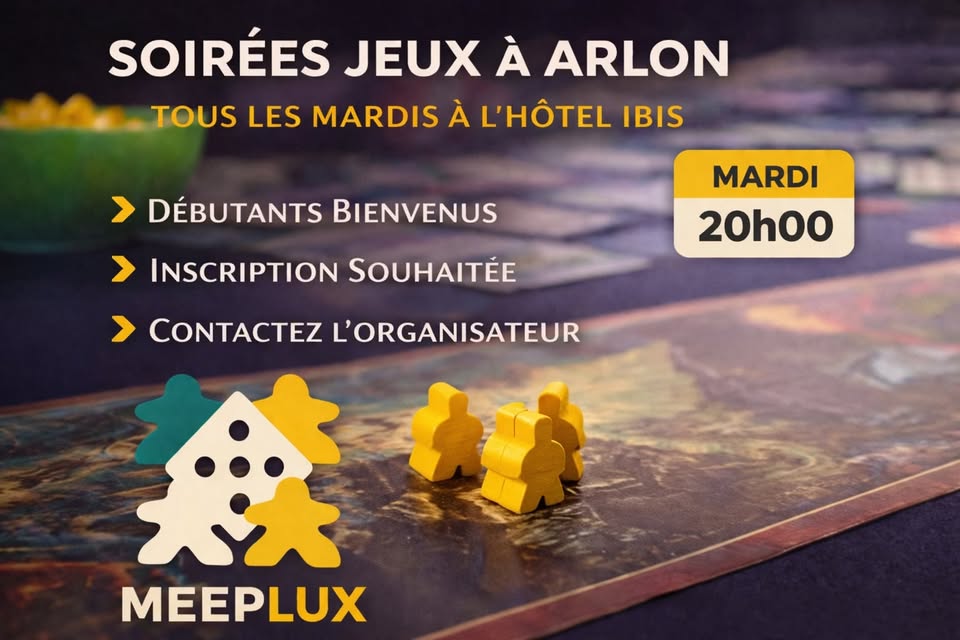 SOIRÉES JEUX À ARLON
TOUS LES MARDIS À L'HÔTEL IBIS
MARDI
20h00
DÉBUTANTS BIENVENUS
INSCRIPTION SOUHAITÉE
CONTACTEZ L'ORGANISATEUR
MEEPLUX